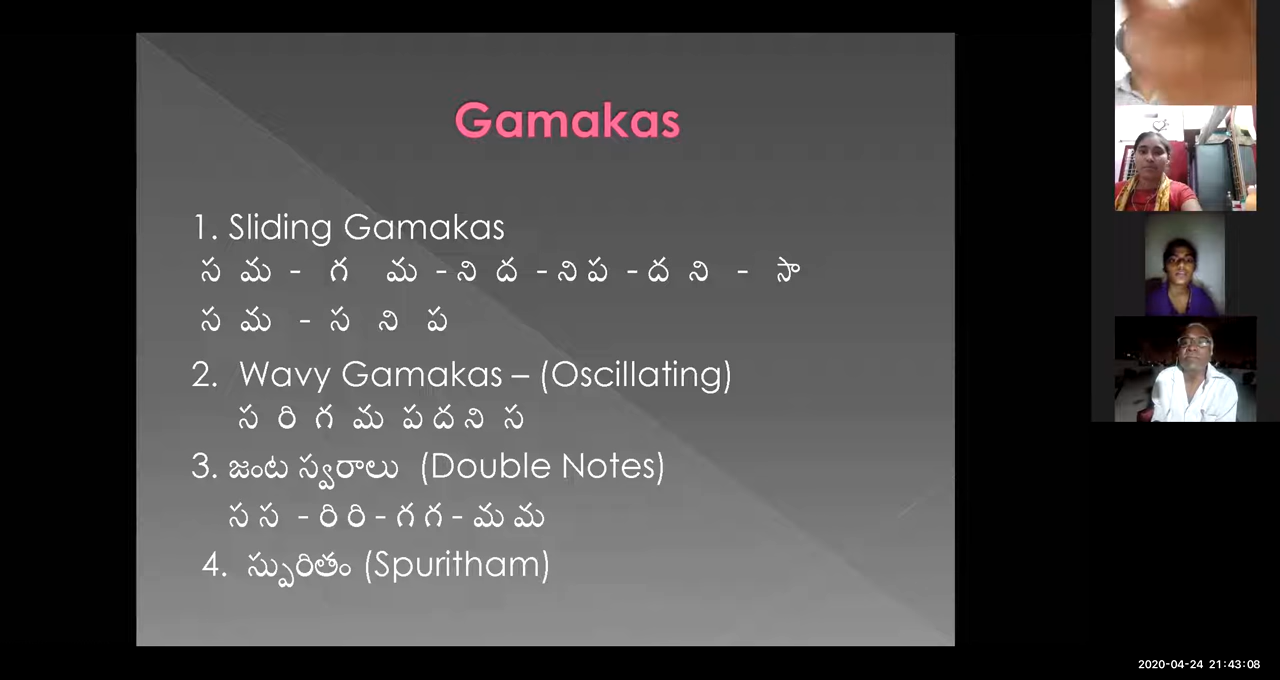 Gamakas
1. Sliding Gamakas
స మ - గ మ - ని ద - ని ప - ద ని - సా
స మ - స ని ప
2. Wavy Gamakas – (Oscillating)
స రి గ మ ప ద ని స
3. జంట స్వరాలు (Double Notes)
స స - రి రి - గ గ - మ మ
4. స్పురితం (Spuritham)
2020-04-24 21:43:08